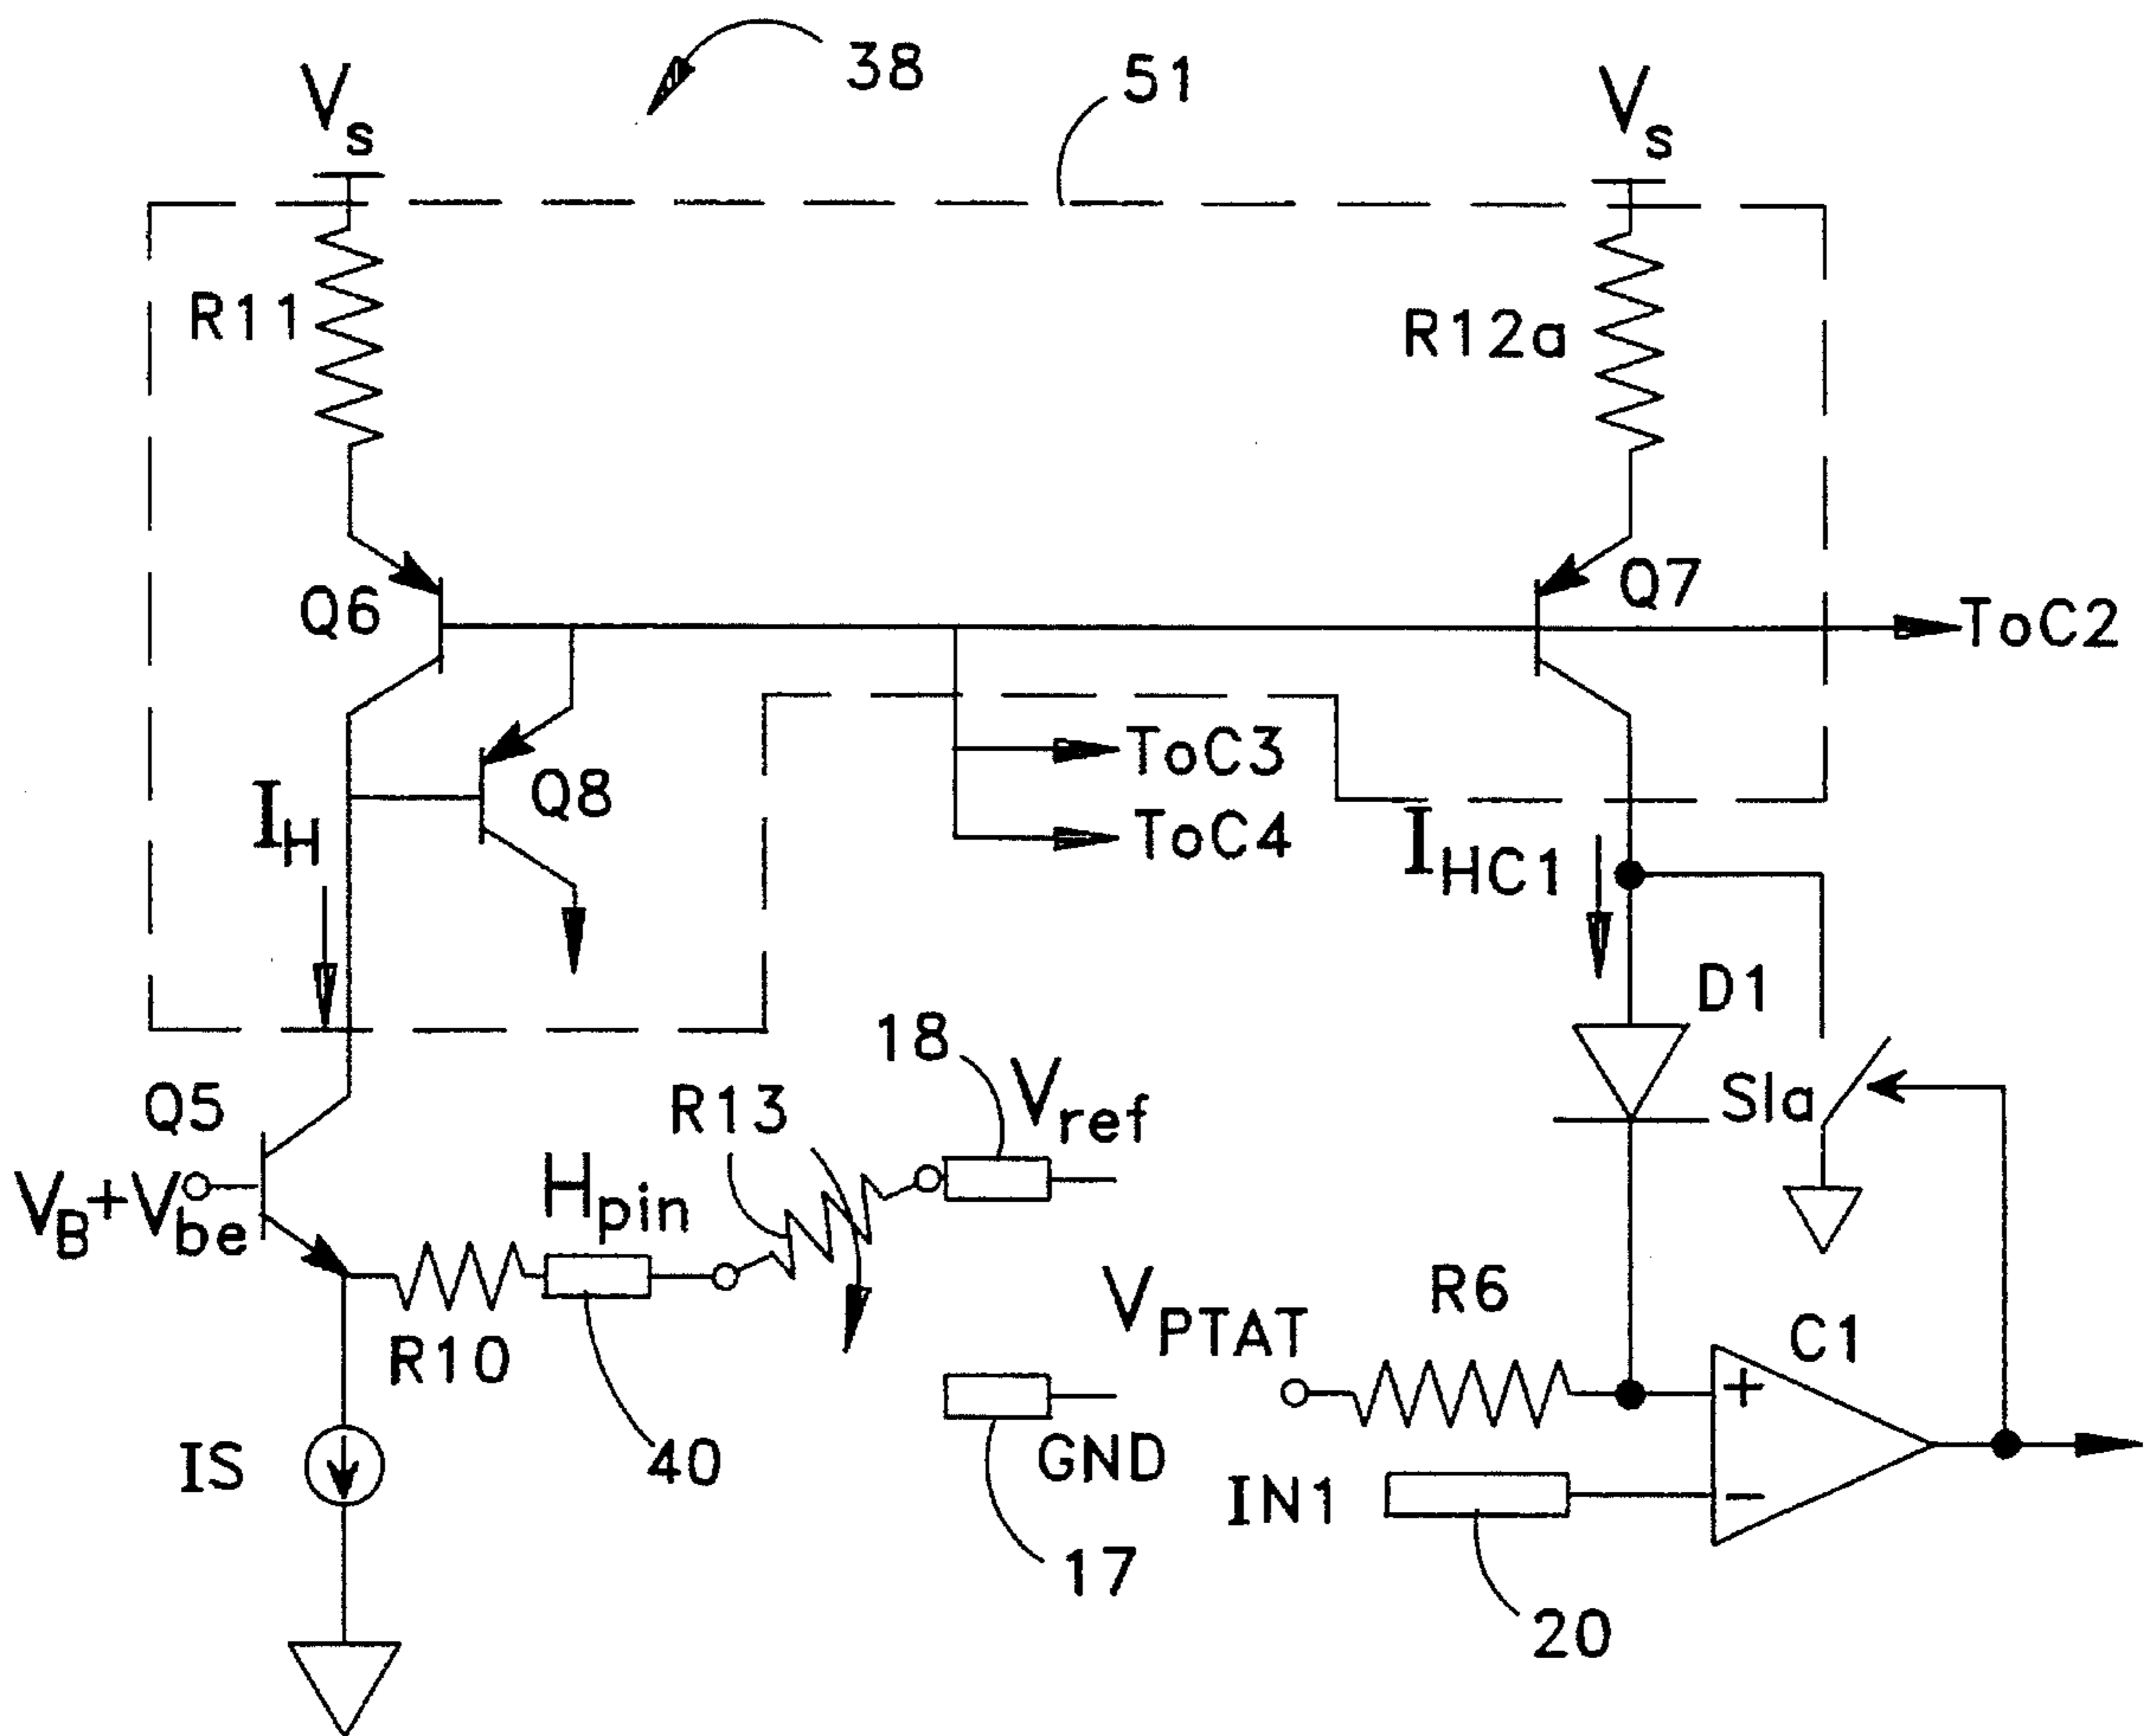 38
51
Vs
Vs
R11
R12a
Q6
Q7
ToC2
ToC3
Q8
IH
ToC4
IHC1
D1
18
Vref
Q5
R13
S1a
VB+Vbe
Hpin
VPTAT
R6
C1
R10
+
40
IS
GND
IN1
−
17
20